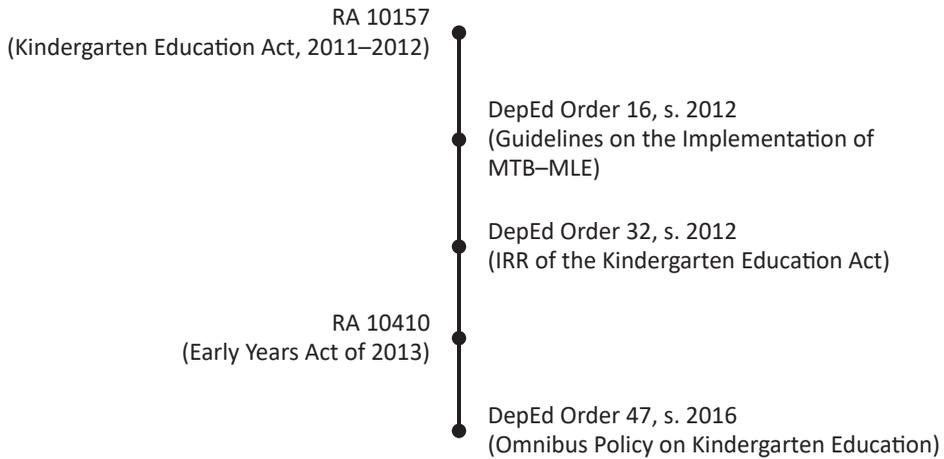 RA 10157
(Kindergarten Education Act, 2011–2012)
DepEd Order 16, s. 2012
(Guidelines on the Implementation of
MTB–MLE)
DepEd Order 32, s. 2012
(IRR of the Kindergarten Education Act)
RA 10410
(Early Years Act of 2013)
DepEd Order 47, s. 2016
(Omnibus Policy on Kindergarten Education)